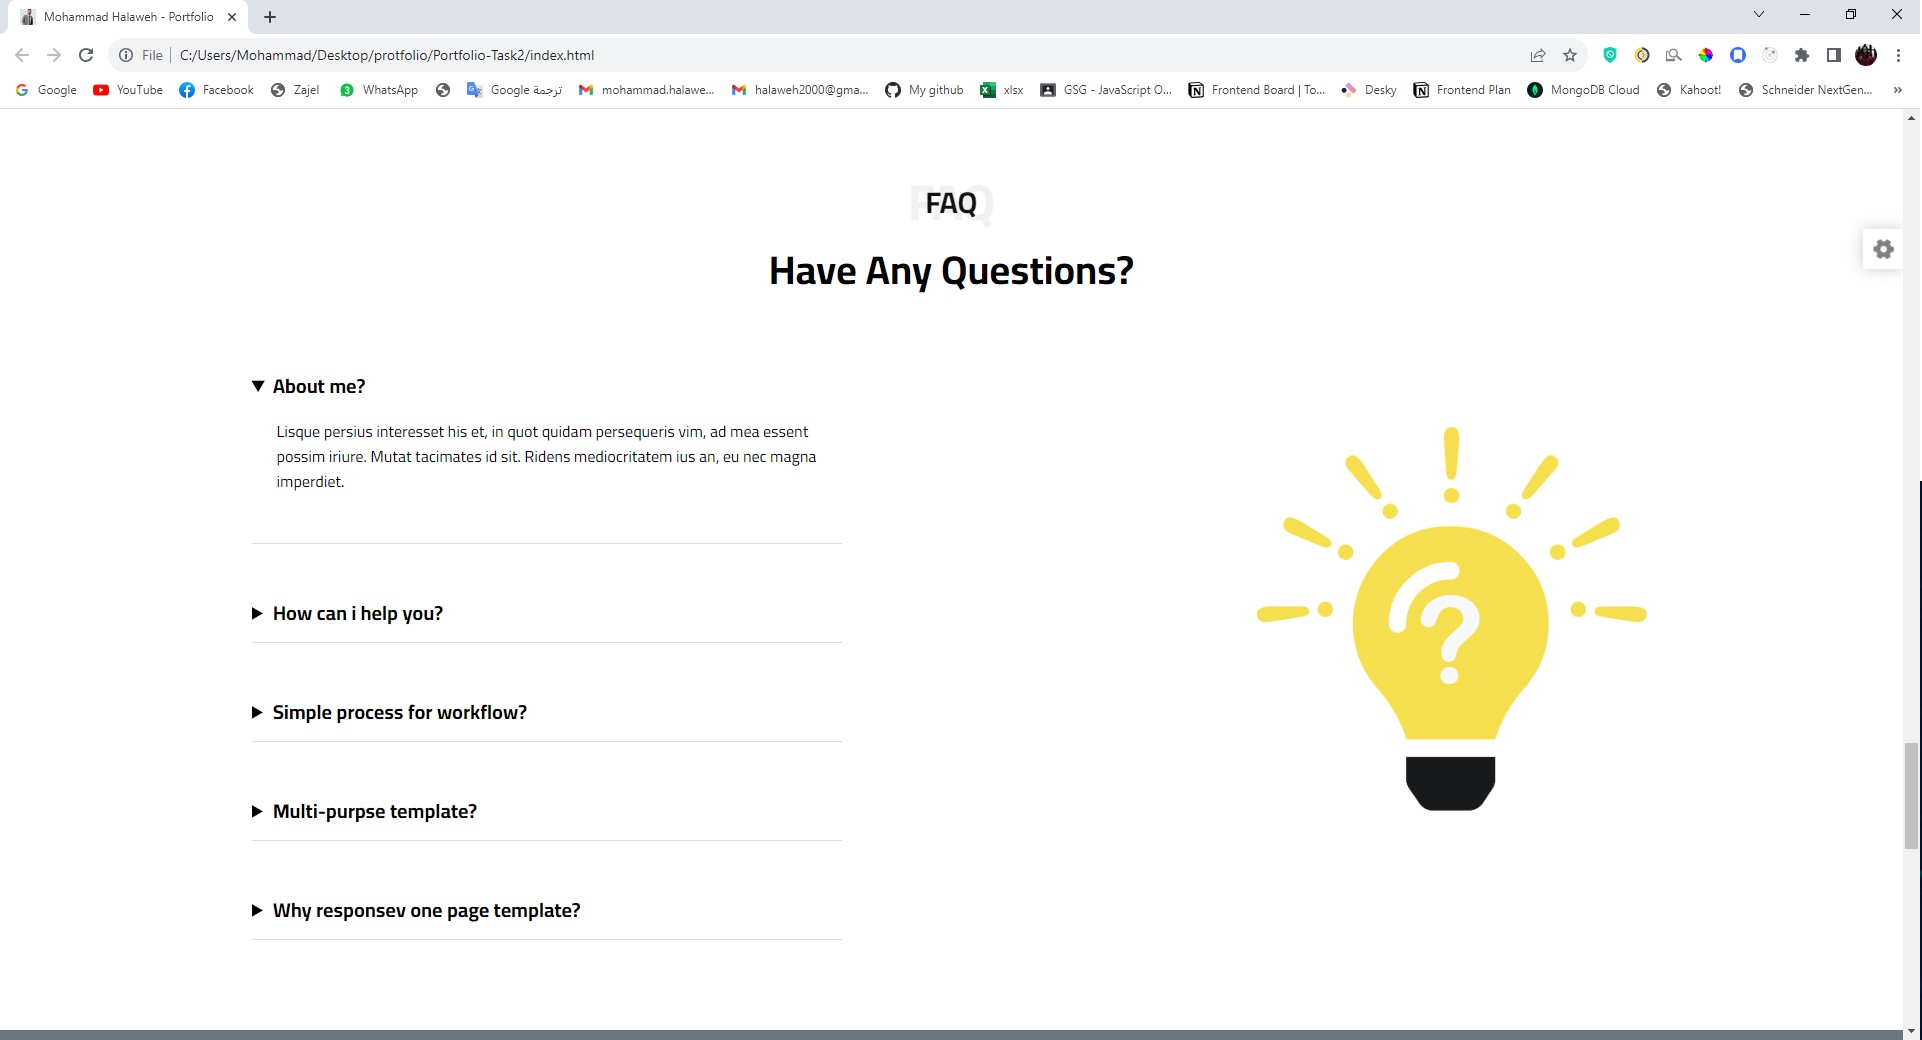 Mohammad Halaweh - Portfolio
File
C:/Users/Mohammad/Desktop/protfolio/Portfolio-Task2/index.html
Google
YouTube
Facebook
Zajel
WhatsApp
ترجمة Google
mohammad.halawe...
halaweh2000@gma...
My github
xlsx
GSG - JavaScript O...
Frontend Board | To...
Desky
Frontend Plan
MongoDB Cloud
Kahoot!
Schneider NextGen...
»
FAQ
FAQ
Have Any Questions?
About me?
Lisque persius interesset his et, in quot quidam persequeris vim, ad mea essent
possim iriure. Mutat tacimates id sit. Ridens mediocritatem ius an, eu nec magna
imperdiet.
How can i help you?
Simple process for workflow?
Multi-purpse template?
Why responsev one page template?
?